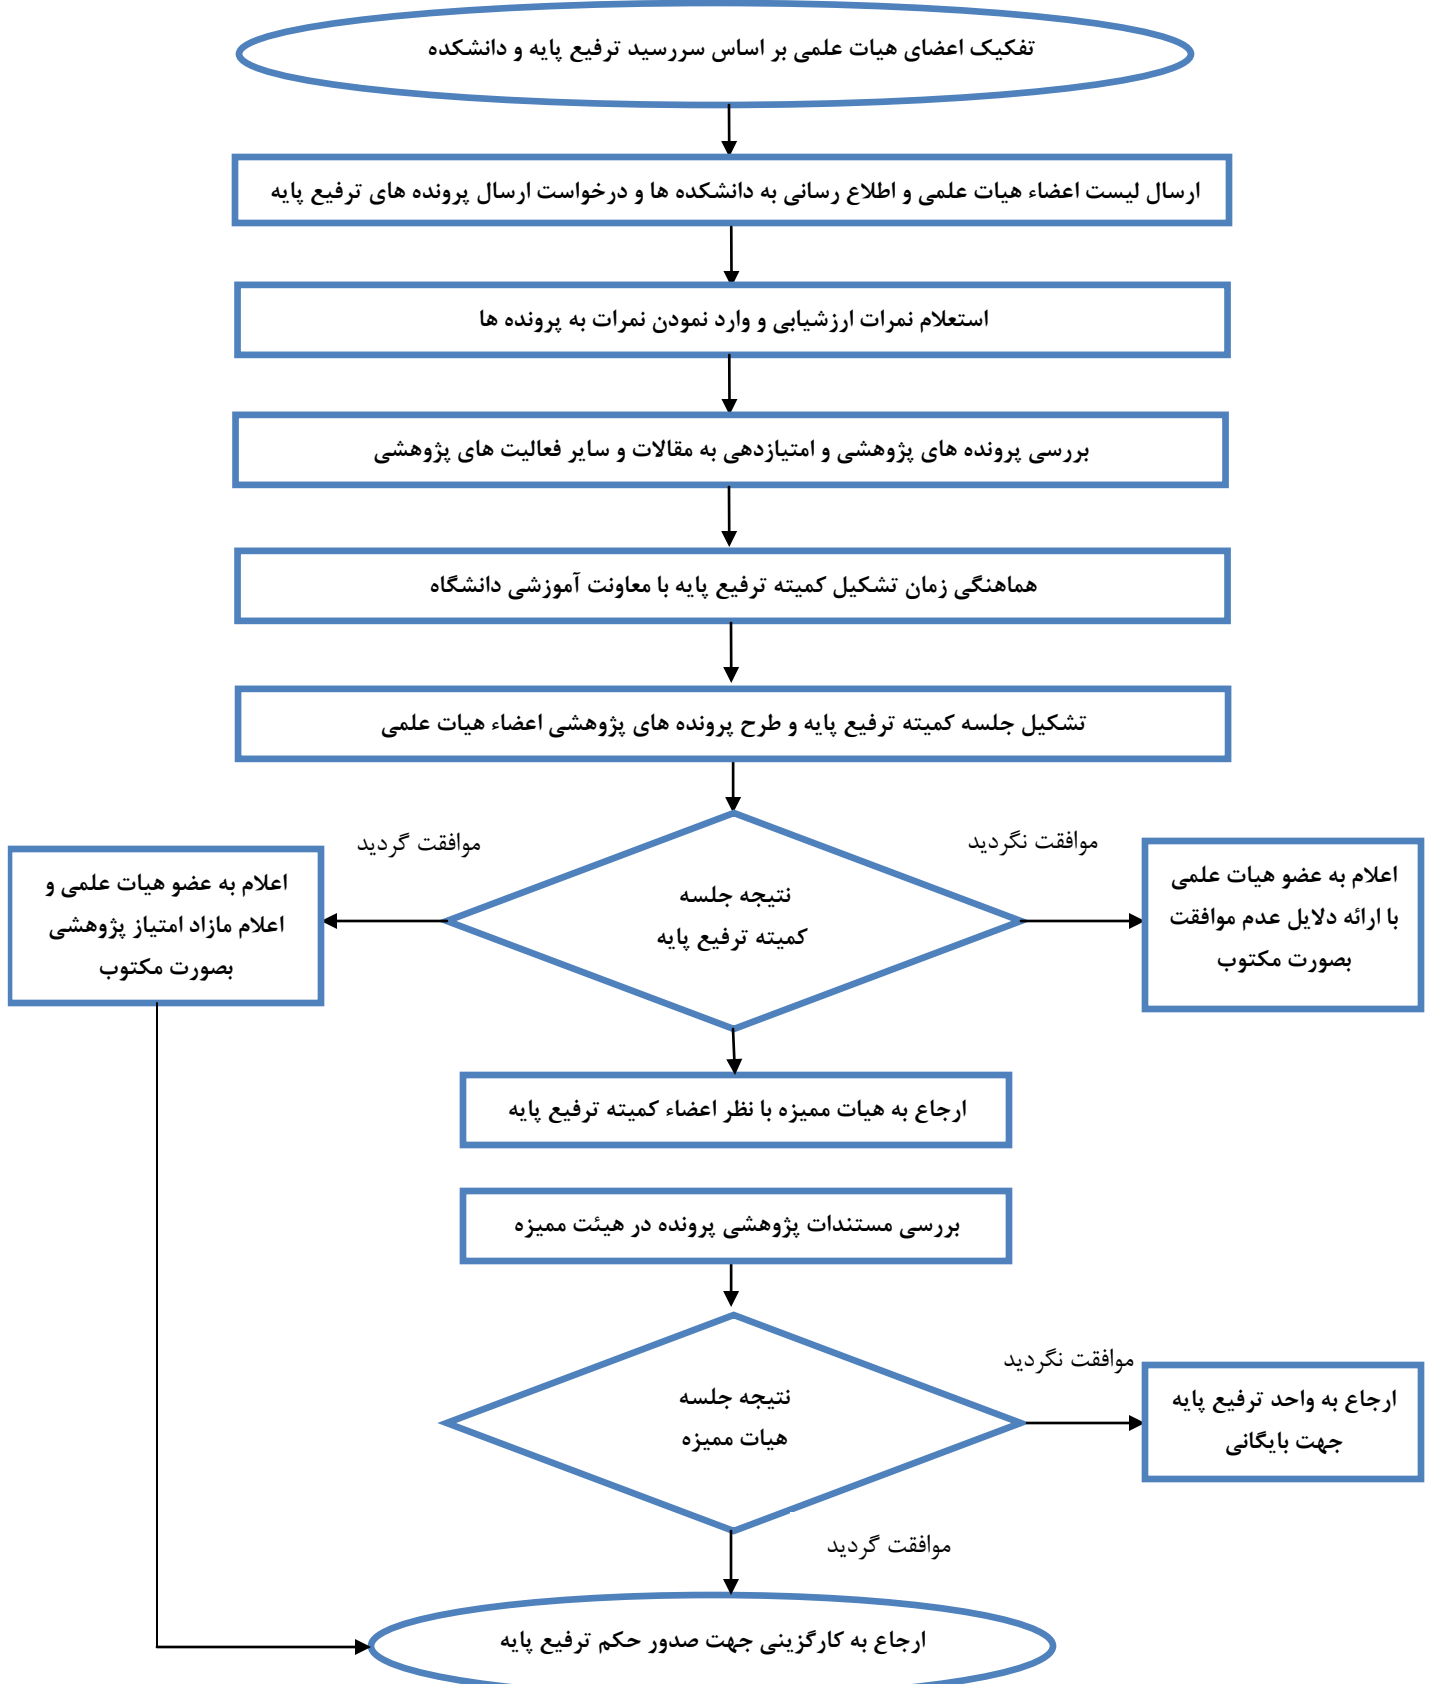 تفکیک اعضای هیات علمی بر اساس سررسید ترفیع پایه و دانشکده
ارسال لیست اعضاء هیات علمی و اطلاع رسانی به دانشکده ها و درخواست ارسال پرونده های ترفیع پایه
استعلام نمرات ارزشیابی و وارد نمودن نمرات به پرونده ها
بررسی پرونده های پژوهشی و امتیازدهی به مقالات و سایر فعالیت های پژوهشی
هماهنگی زمان تشکیل کمیته ترفیع پایه با معاونت آموزشی دانشگاه
تشکیل جلسه کمیته ترفیع پایه و طرح پرونده های پژوهشی اعضاء هیات علمی
موافقت نگردید
موافقت گردید
اعلام به عضو هیات علمی
با ارائه دلایل عدم موافقت
بصورت مکتوب
نتیجه جلسه
کمیته ترفیع پایه
اعلام به عضو هیات علمی و
اعلام مازاد امتیاز پژوهشی
بصورت مکتوب
ارجاع به هیات ممیزه با نظر اعضاء کمیته ترفیع پایه
بررسی مستندات پژوهشی پرونده در هیئت ممیزه
موافقت نگردید
ارجاع به واحد ترفیع پایه
جهت بایگانی
نتیجه جلسه
هیات ممیزه
موافقت گردید
ارجاع به کارگزینی جهت صدور حکم ترفیع پایه